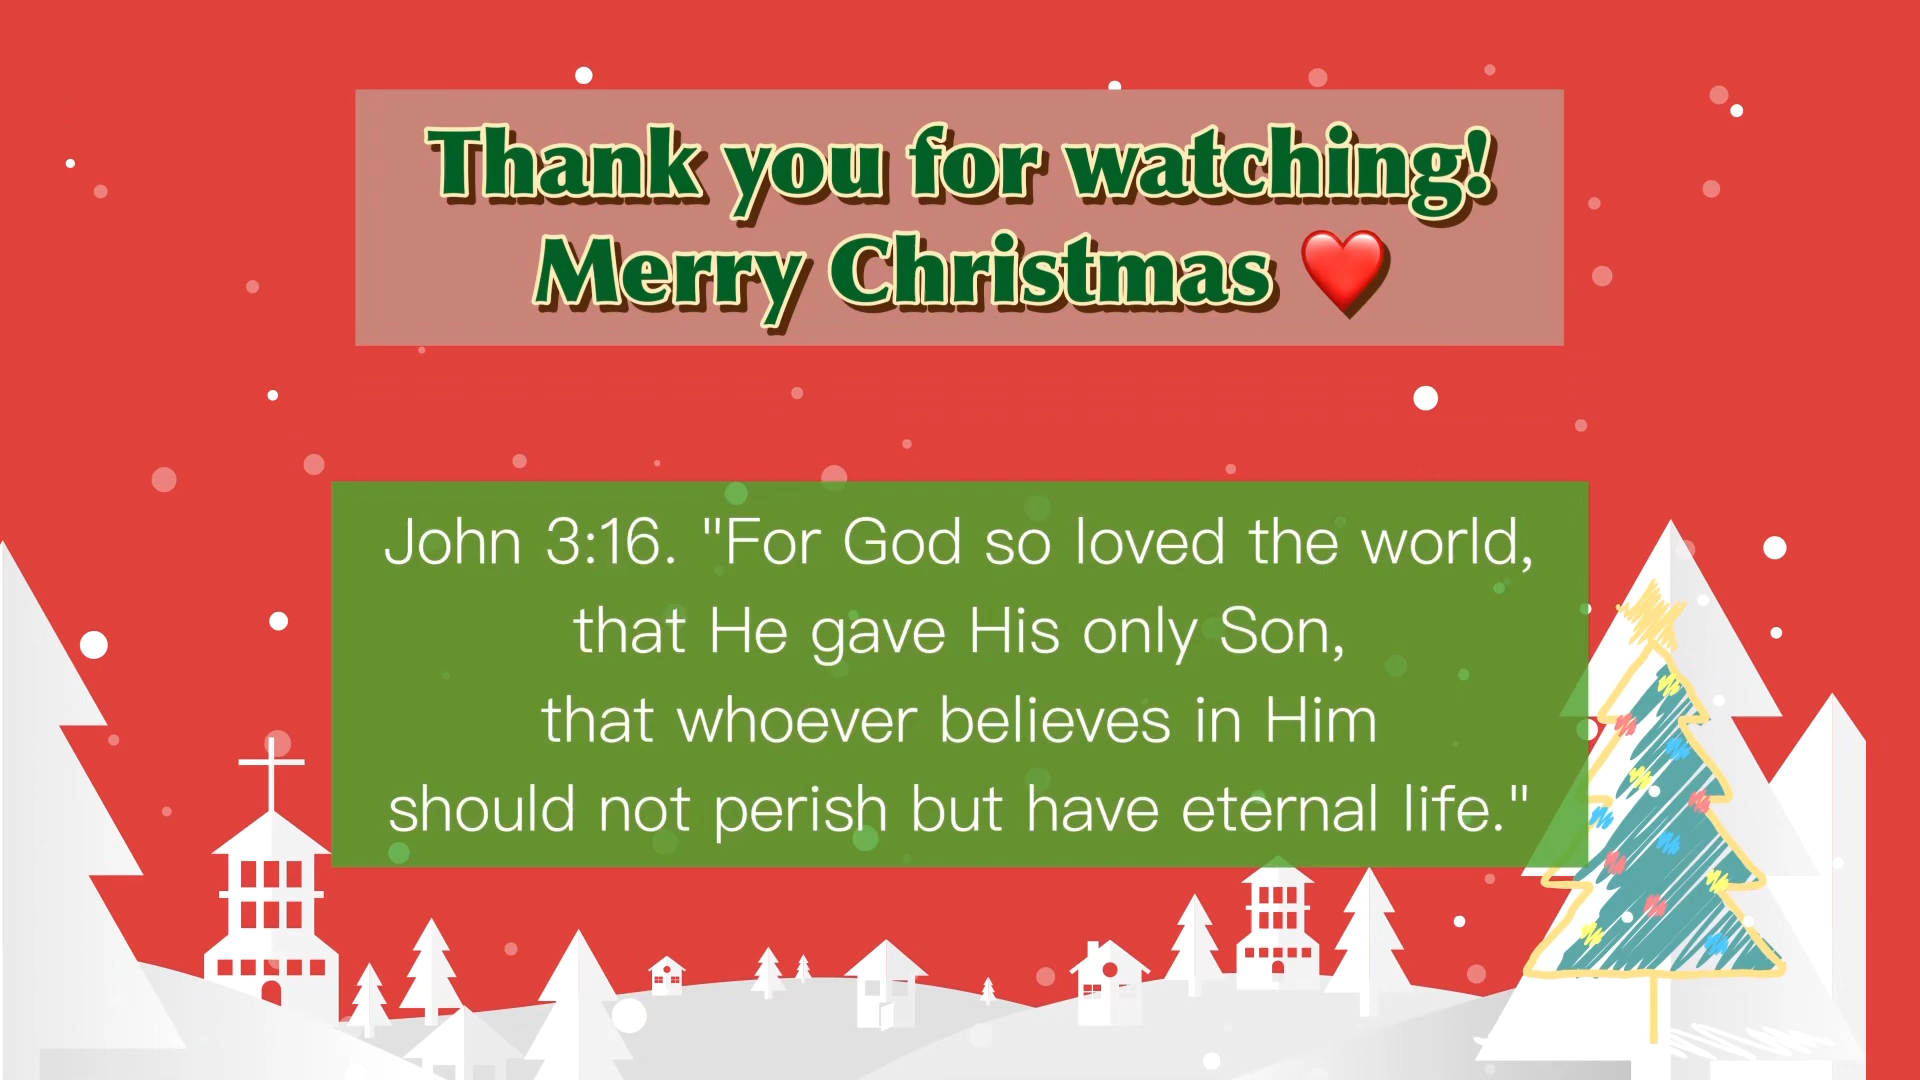 Thank you for watching!
Merry Christmas ❤️
John 3:16. "For God so loved the world,
that He gave His only Son,
that whoever believes in Him
should not perish but have eternal life."